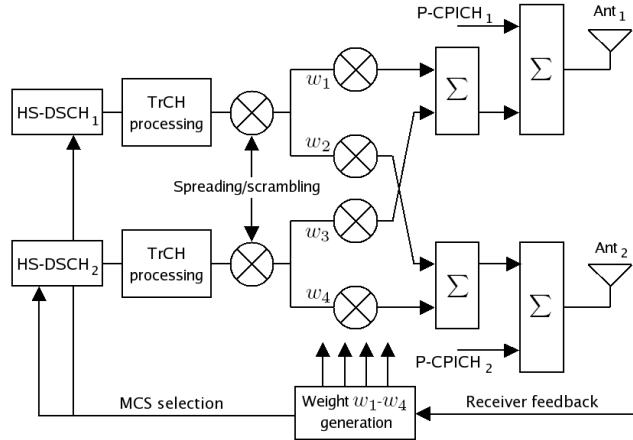 P-CPICH1
Ant1
w1
Σ
Σ
HS-DSCH1
TrCH
processing
w2
Spreading/scrambling
w3
HS-DSCH2
TrCH
processing
w4
Σ
Σ
Ant2
P-CPICH2
MCS selection
Weight w1-w4
generation
Receiver feedback